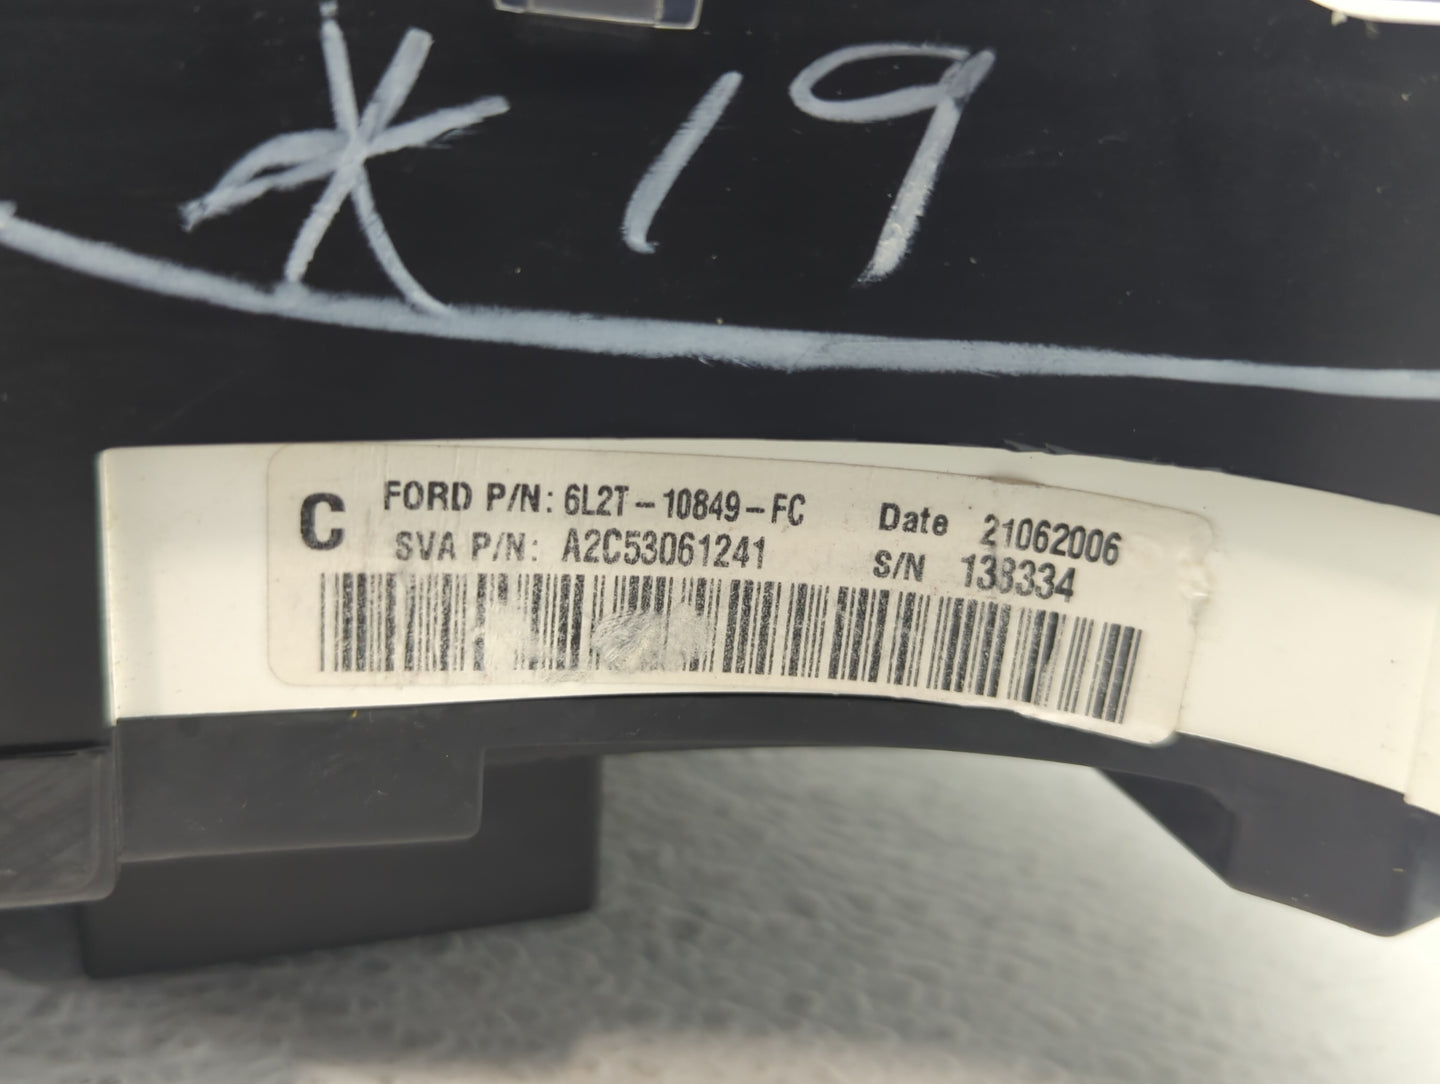 * 19
C
FORD P/N: 6L2T-10849-FC
SVA P/N: A2C53061241
Date 21062006
S/N 138334